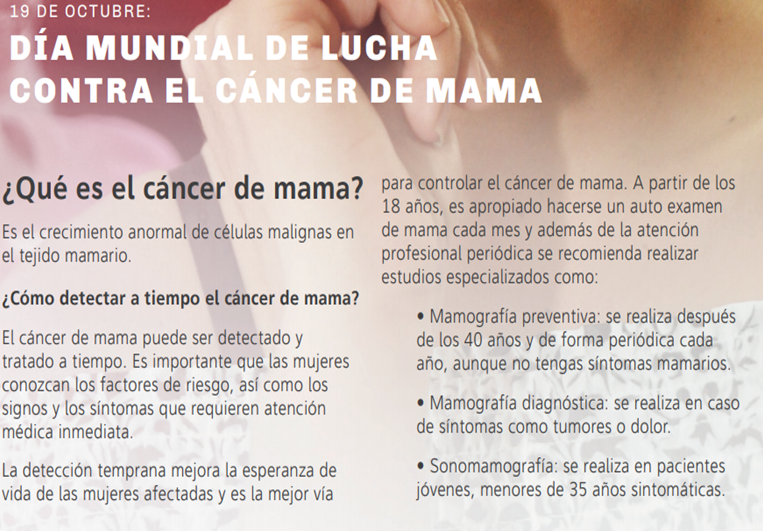 19 DE OCTUBRE:
DÍA MUNDIAL DE LUCHA
CONTRA EL CÁNCER DE MAMA
¿Qué es el cáncer de mama?
Es el crecimiento anormal de células malignas en
el tejido mamario.
¿Cómo detectar a tiempo el cáncer de mama?
El cáncer de mama puede ser detectado y
tratado a tiempo. Es importante que las mujeres
conozcan los factores de riesgo, así como los
signos y los síntomas que requieren atención
médica inmediata.
La detección temprana mejora la esperanza de
vida de las mujeres afectadas y es la mejor vía
para controlar el cáncer de mama. A partir de los
18 años, es apropiado hacerse un auto examen
de mama cada mes y además de la atención
profesional periódica se recomienda realizar
estudios especializados como:
• Mamografía preventiva: se realiza después
de los 40 años y de forma periódica cada
año, aunque no tengas síntomas mamarios.
• Mamografía diagnóstica: se realiza en caso
de síntomas como tumores o dolor.
• Sonomamografía: se realiza en pacientes
jóvenes, menores de 35 años sintomáticas.